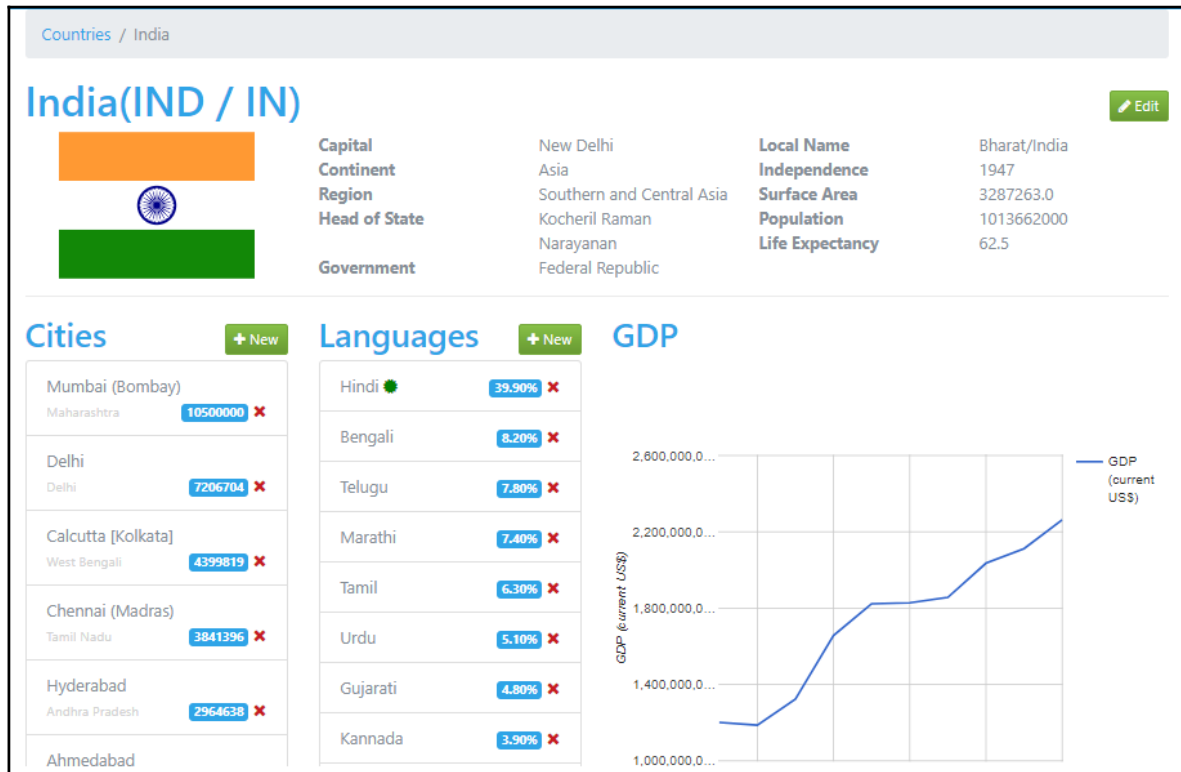 Countries / India
India(IND / IN)
Edit
Capital New Delhi
Continent Asia
Region Southern and Central Asia
Head of State Kocheril Raman
Narayanan
Government Federal Republic
Local Name Bharat/India
Independence 1947
Surface Area 3287263.0
Population 1013662000
Life Expectancy 62.5
Cities
New
Mumbai (Bombay)
Maharashtra 10500000
Delhi
Delhi 7206704
Calcutta [Kolkata]
West Bengali 4399819
Chennai (Madras)
Tamil Nadu 3841396
Hyderabad
Andhra Pradesh 2964638
Ahmedabad
Languages
New
Hindi 39.90%
Bengali 8.20%
Telugu 7.80%
Marathi 7.40%
Tamil 6.30%
Urdu 5.10%
Gujarati 4.80%
Kannada 3.90%
GDP
2,600,000,0...
2,200,000,0...
1,800,000,0...
1,400,000,0...
1,000,000,0...
GDP (current US$)
GDP
(current
US$)